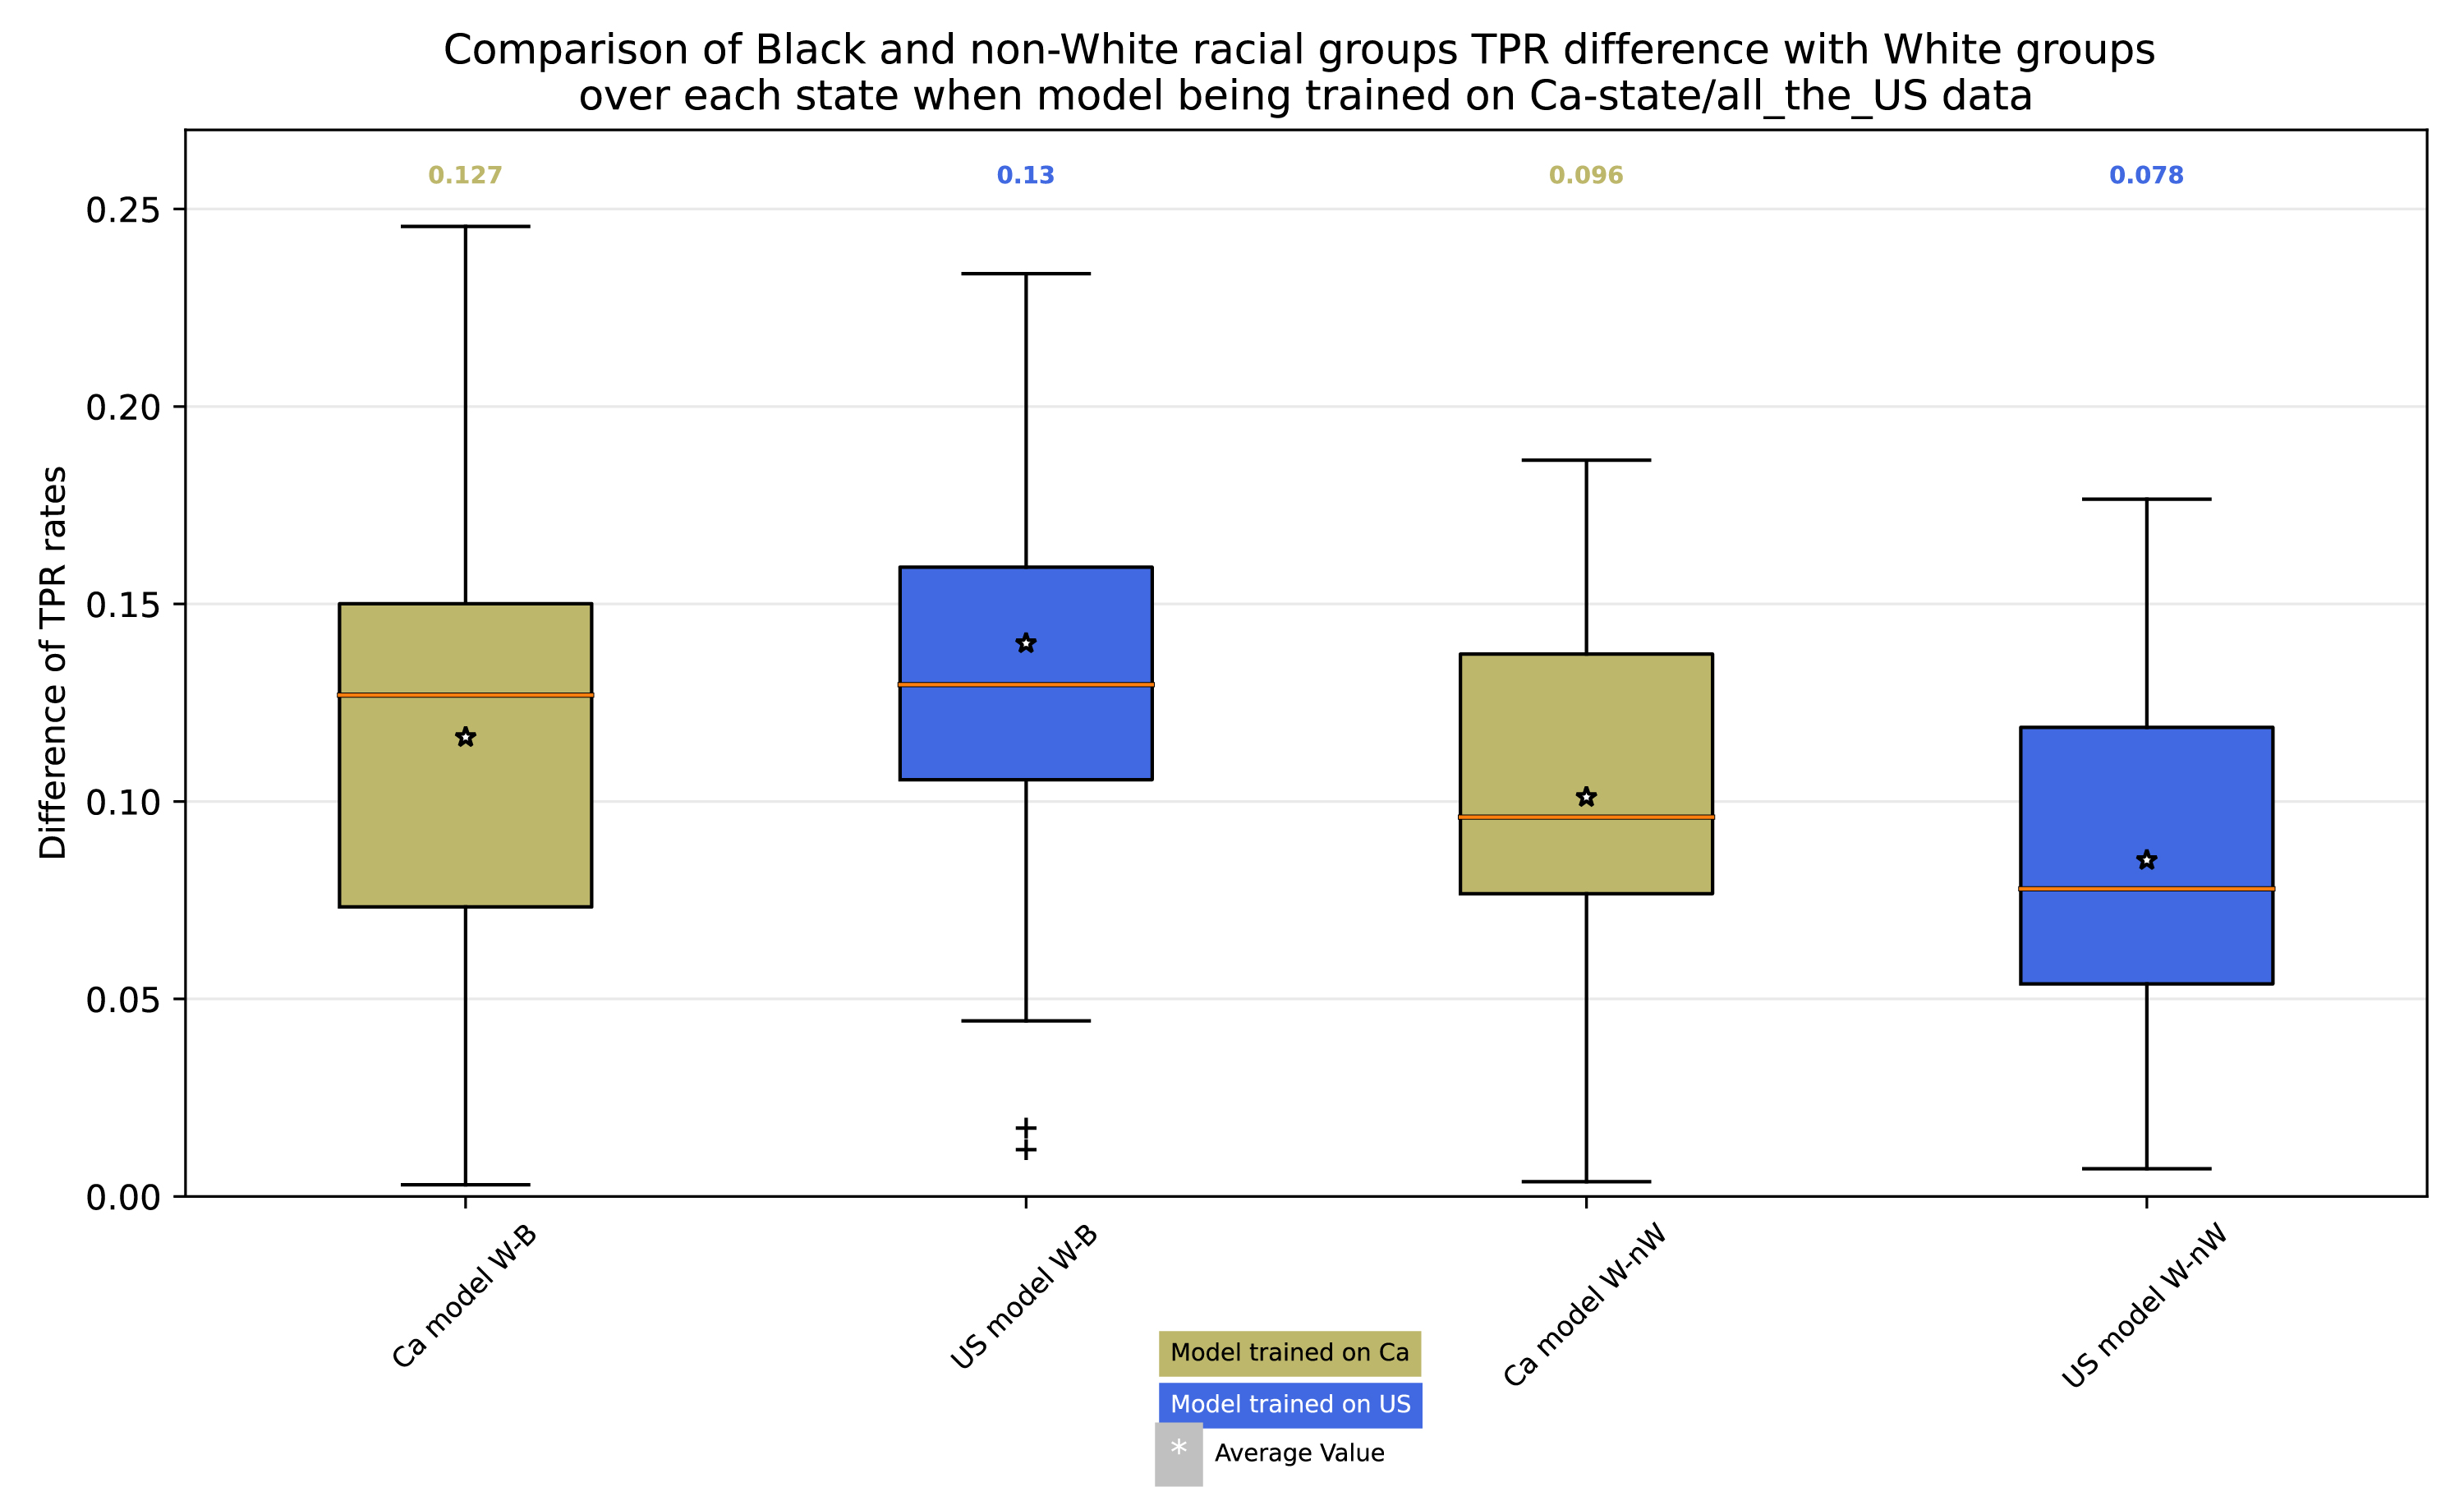 Comparison of Black and non-White racial groups TPR difference with White groups
over each state when model being trained on Ca-state/all_the_US data
0.127 0.13 0.096 0.078
Difference of TPR rates
0.25
0.20
0.15
0.10
0.05
0.00
Ca model W-B
US model W-B
Ca model W-nW
US model W-nW
Model trained on Ca
Model trained on US
* Average Value